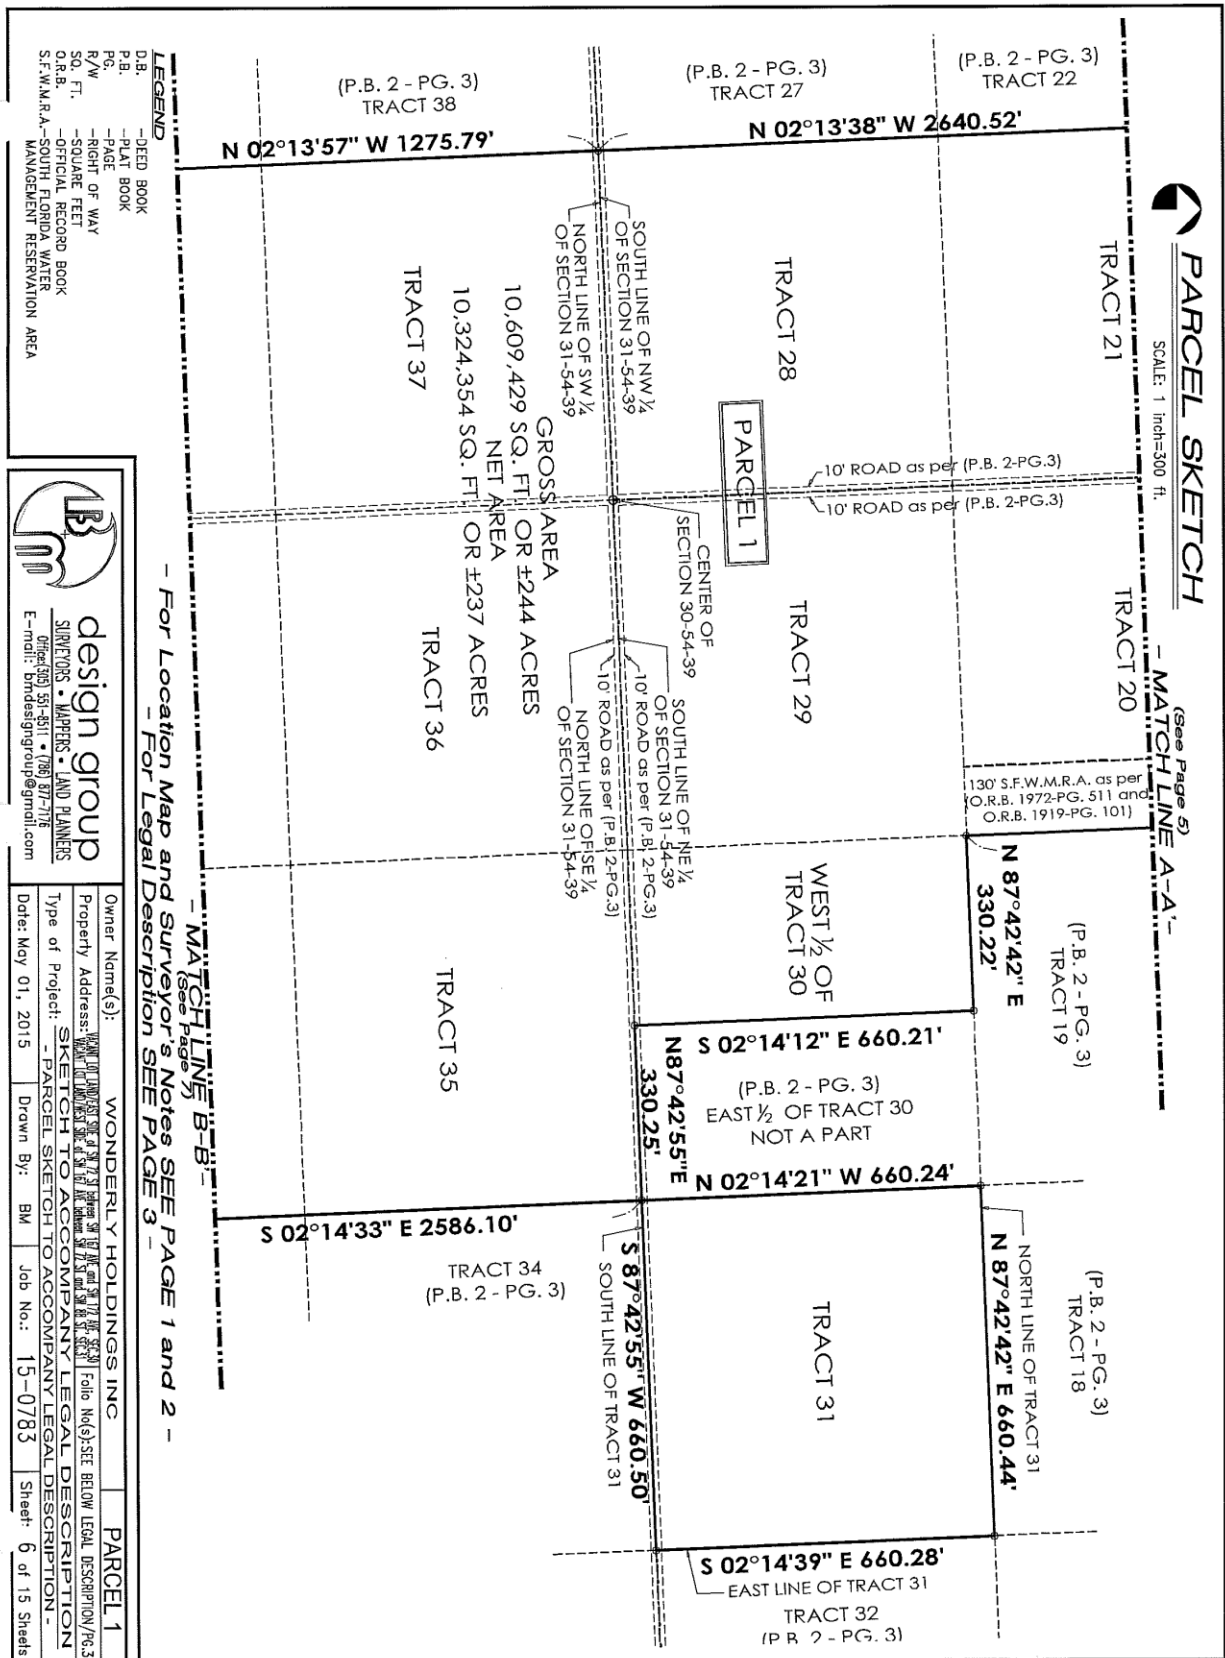 PARCEL SKETCH
SCALE: 1 inch=300 ft.
(See Page 5)
- MATCH LINE A-A'-
(P.B. 2 - PG. 3)
TRACT 22
TRACT 21
TRACT 20
130' S.F.W.M.R.A. as per
(O.R.B. 1972-PG. 511 and
O.R.B. 1919-PG. 101)
N 87°42'42" E
330.22'
(P.B. 2 - PG. 3)
TRACT 19
(P.B. 2 - PG. 3)
TRACT 18
NORTH LINE OF TRACT 31
N 87°42'42" E 660.44'
N 02°13'38" W 2640.52'
(P.B. 2 - PG. 3)
TRACT 27
TRACT 28
PARCEL 1
10' ROAD as per (P.B. 2-PG.3)
10' ROAD as per (P.B. 2-PG.3)
TRACT 29
WEST ½ OF
TRACT 30
S 02°14'12" E 660.21'
(P.B. 2 - PG. 3)
EAST ½ OF TRACT 30
NOT A PART
N 02°14'21" W 660.24'
TRACT 31
S 02°14'39" E 660.28'
EAST LINE OF TRACT 31
TRACT 32
(P.B. 2 - PG. 3)
SOUTH LINE OF NW ¼
OF SECTION 31-54-39
NORTH LINE OF SW ¼
OF SECTION 31-54-39
CENTER OF
SECTION 30-54-39
SOUTH LINE OF NE ¼
OF SECTION 31-54-39
10' ROAD as per (P.B. 2-PG.3)
10' ROAD as per (P.B. 2-PG.3)
NORTH LINE OF SE ¼
OF SECTION 31-54-39
N87°42'55"E
330.25'
S 87°42'55" W 660.50'
SOUTH LINE OF TRACT 31
(P.B. 2 - PG. 3)
TRACT 38
N 02°13'57" W 1275.79'
TRACT 37
GROSS AREA
10,609,429 SQ. FT. OR ±244 ACRES
NET AREA
10,324,354 SQ. FT. OR ±237 ACRES
TRACT 36
TRACT 35
S 02°14'33" E 2586.10'
TRACT 34
(P.B. 2 - PG. 3)
- MATCH LINE B-B'-
(See Page 7)
- For Location Map and Surveyor's Notes SEE PAGE 1 and 2 -
- For Legal Description SEE PAGE 3 -
LEGEND
D.B. -DEED BOOK
P.B. -PLAT BOOK
PG. -PAGE
R/W -RIGHT OF WAY
SQ. FT. -SQUARE FEET
O.R.B. -OFFICIAL RECORD BOOK
S.F.W.M.R.A.-SOUTH FLORIDA WATER
MANAGEMENT RESERVATION AREA
design group
SURVEYORS • MAPPERS • LAND PLANNERS
Office(305) 551-8511 • (786) 877-7176
E-mail: bmdesigngroup@gmail.com
Owner Name(s): WONDERLY HOLDINGS INC
PARCEL 1
Property Address:
Folio No(s):SEE BELOW LEGAL DESCRIPTION/PG.3
Type of Project: SKETCH TO ACCOMPANY LEGAL DESCRIPTION
- PARCEL SKETCH TO ACCOMPANY LEGAL DESCRIPTION -
Date: May 01, 2015
Drawn By: BM
Job No.: 15-0783
Sheet: 6 of 15 Sheets